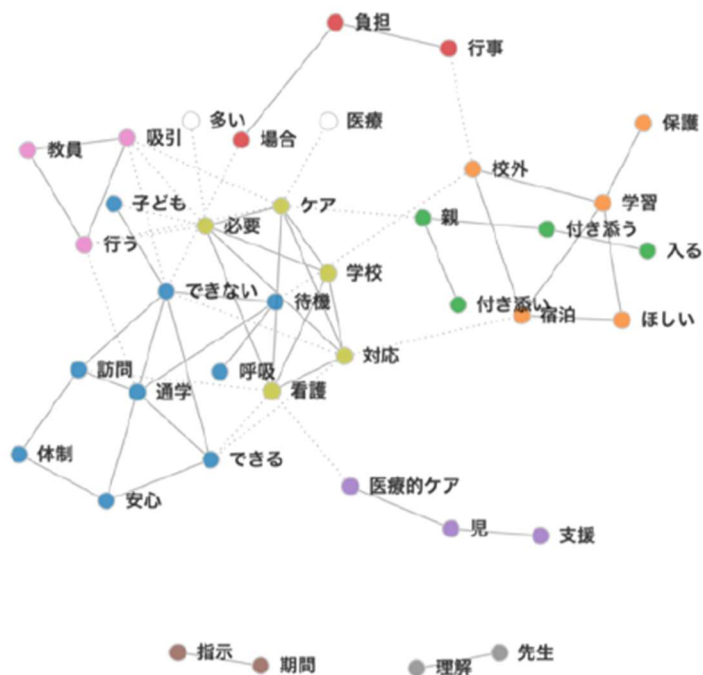 負担
行事
多い
医療
保護
教員
吸引
場合
校外
子ども
ケア
学習
必要
親
付き添う
行う
入る
学校
できない
待機
付き添い
宿泊
ほしい
対応
訪問
呼吸
通学
看護
体制
できる
安心
医療的ケア
児
支援
指示
期間
理解
先生